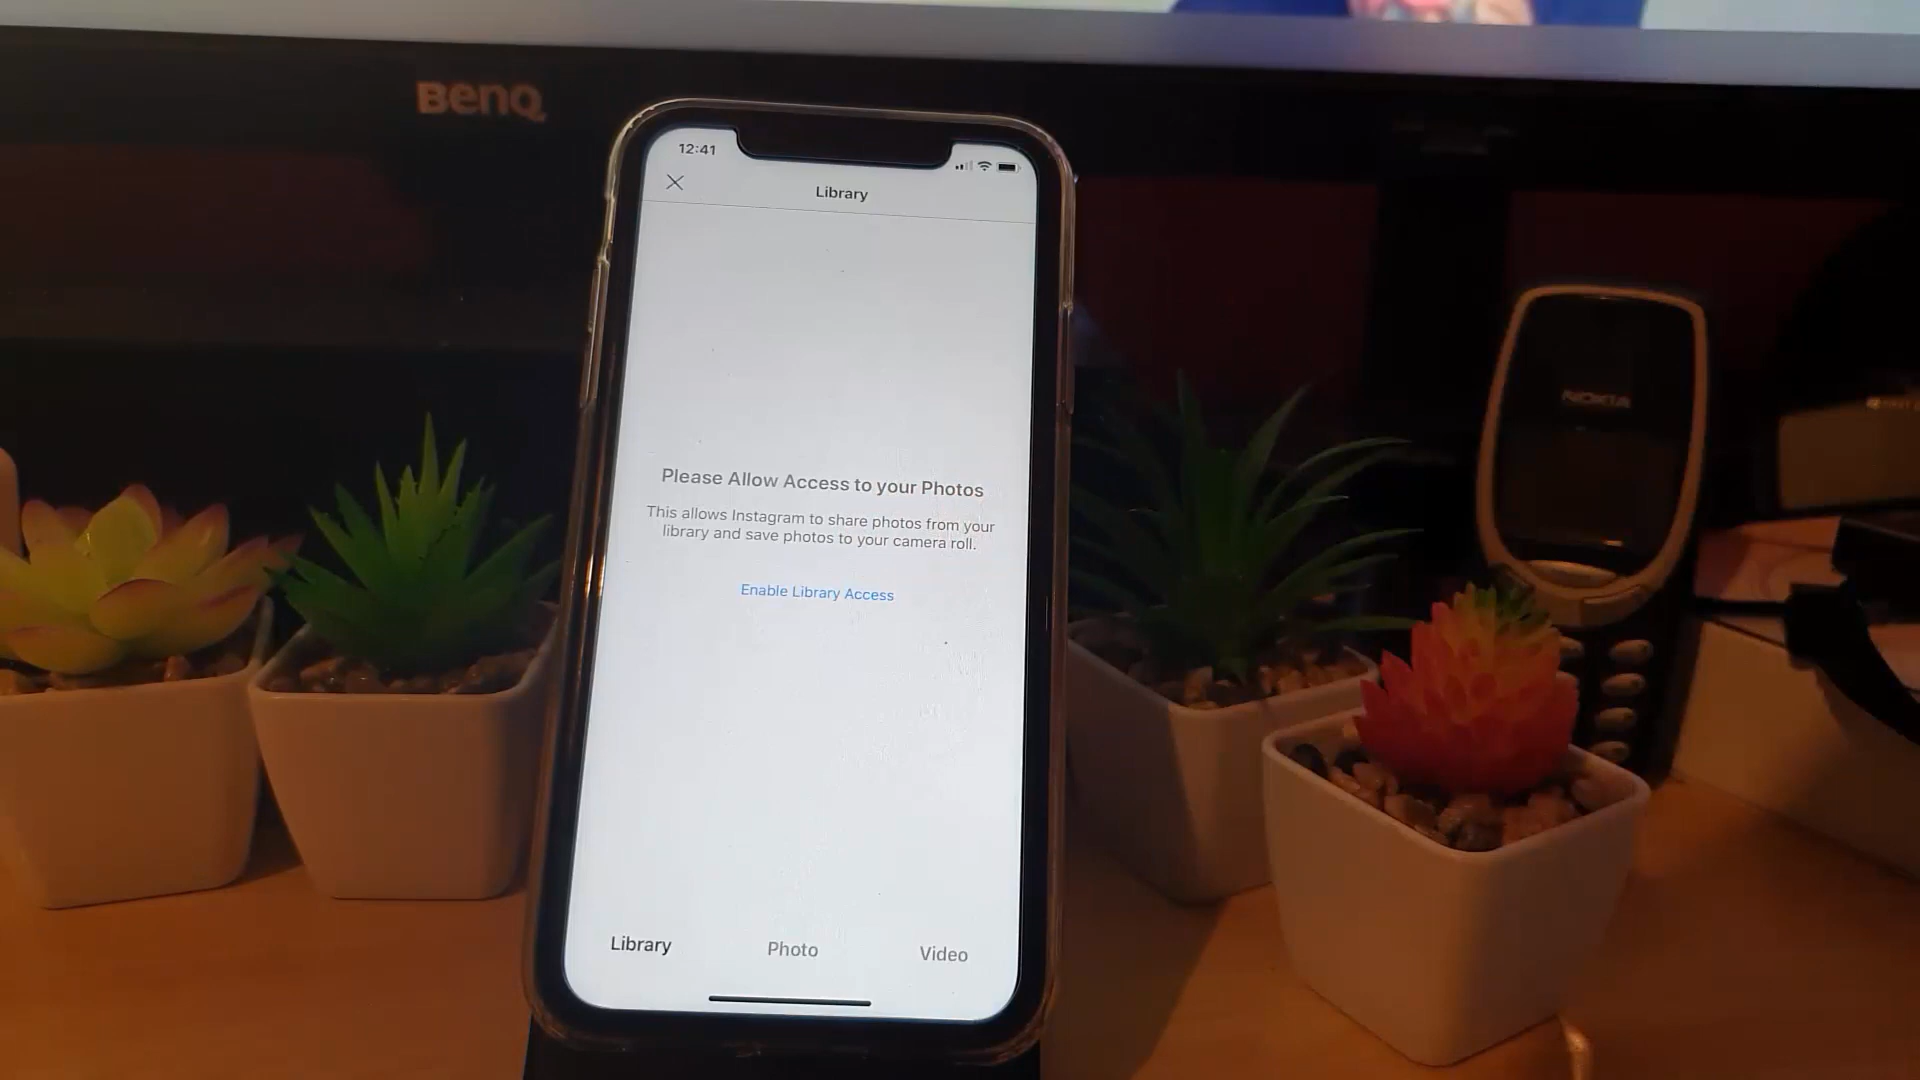 BenQ
12:41
Library
NOKIA
Please Allow Access to your Photos
This allows Instagram to share photos from your
library and save photos to your camera roll.
Enable Library Access
Library
Photo
Video